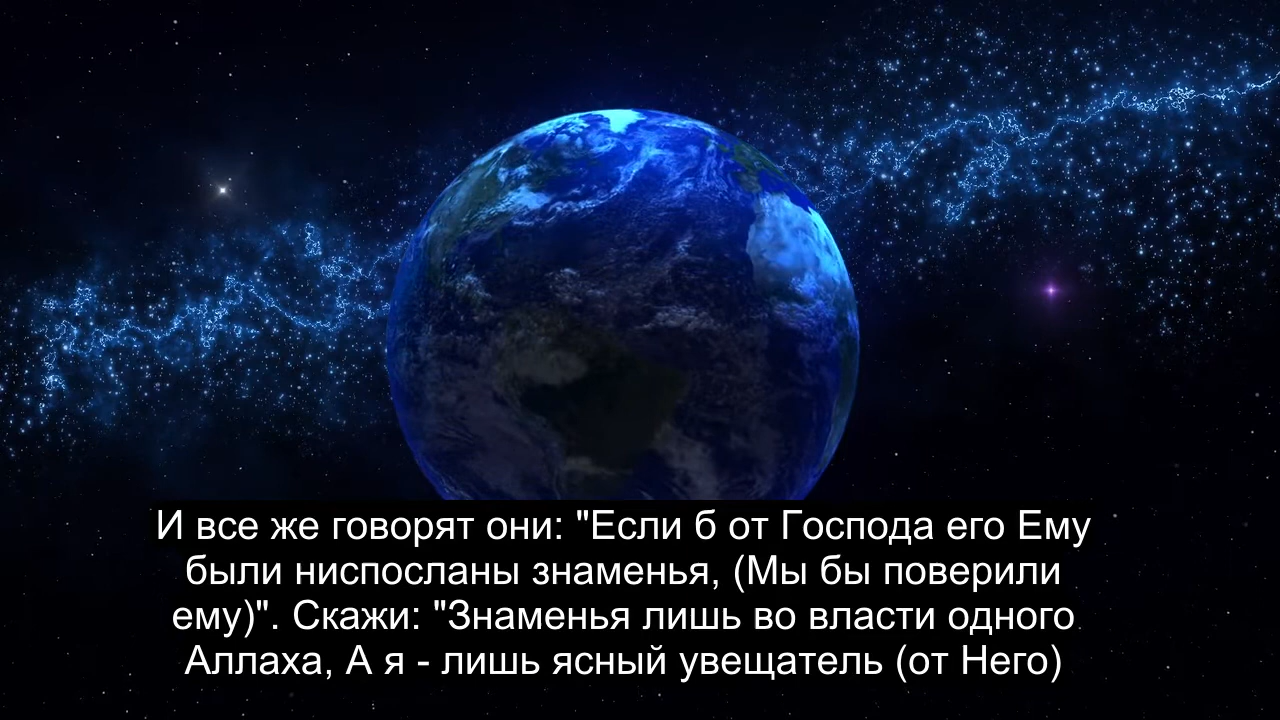 И все же говорят они: "Если б от Господа его Ему
были ниспосланы знаменья, (Мы бы поверили
ему)". Скажи: "Знаменья лишь во власти одного
Аллаха, А я - лишь ясный увещатель (от Него)